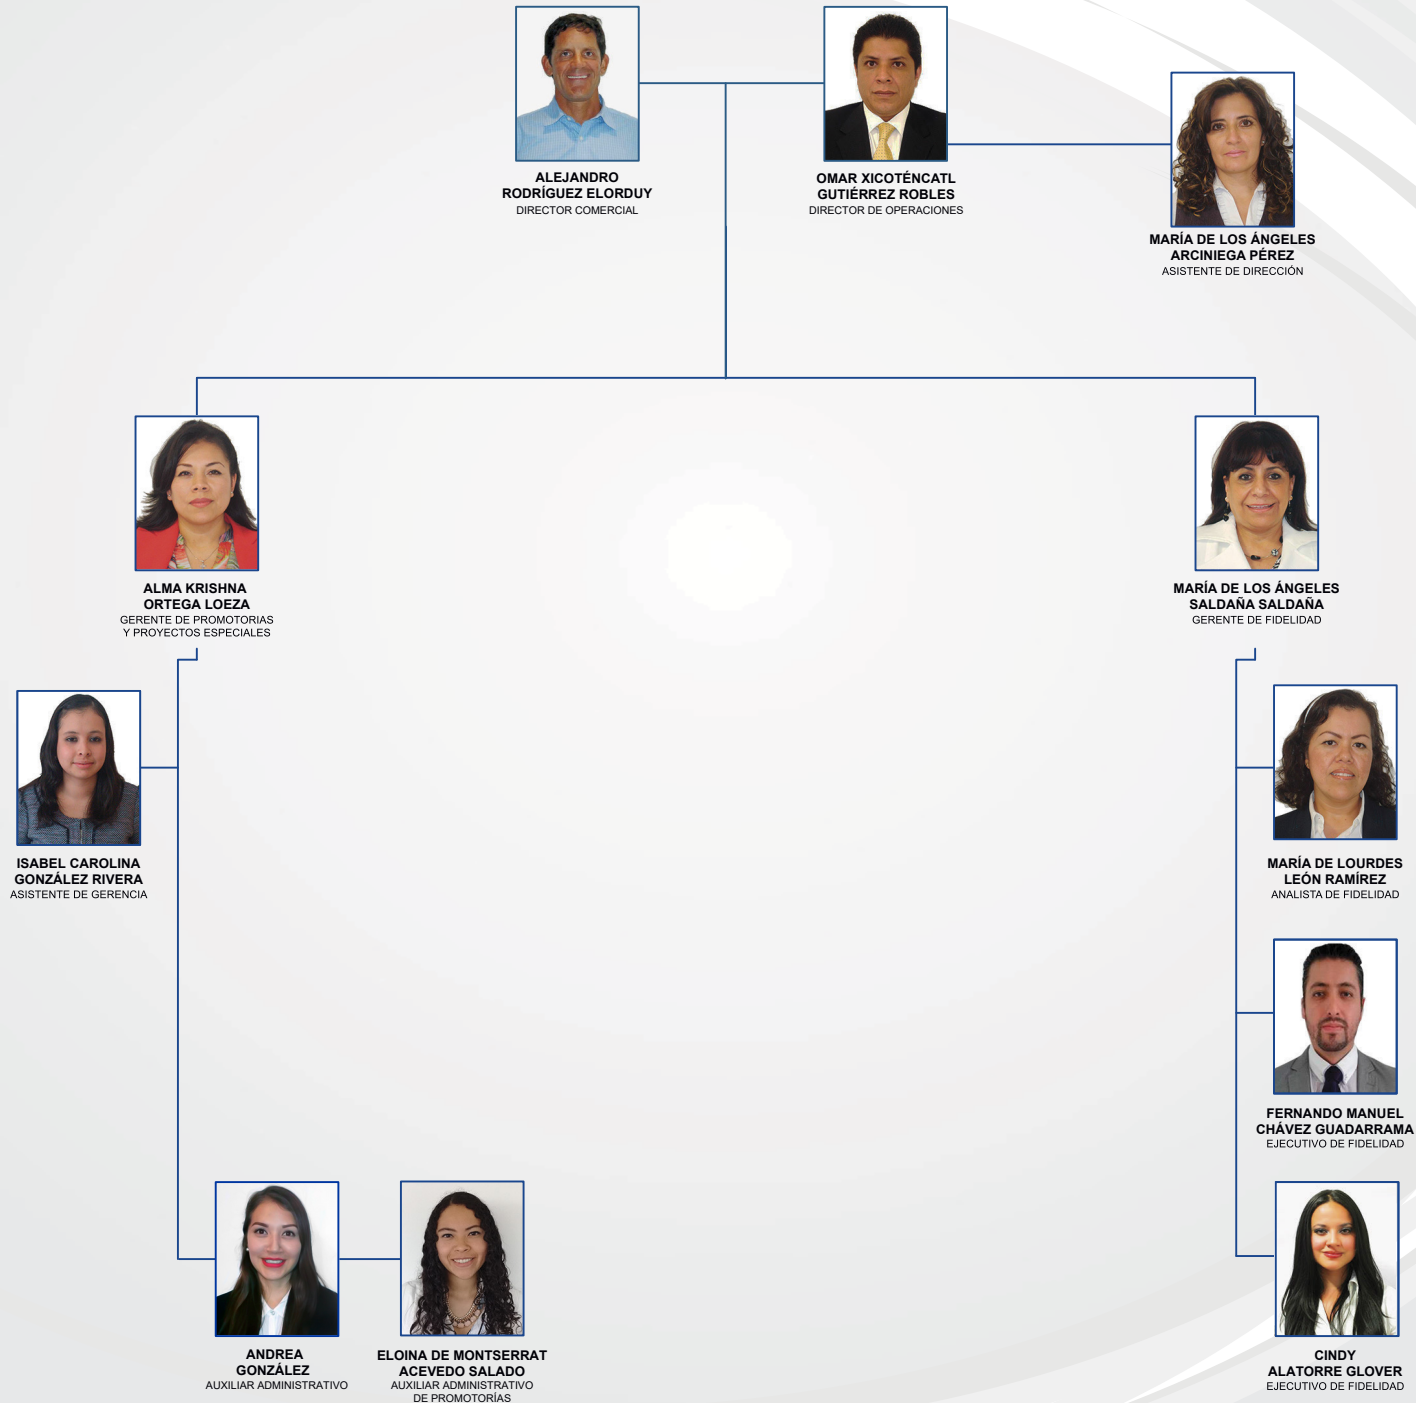 ALEJANDRO
RODRÍGUEZ ELORDUY
DIRECTOR COMERCIAL
OMAR XICOTÉNCATL
GUTIÉRREZ ROBLES
DIRECTOR DE OPERACIONES
MARÍA DE LOS ÁNGELES
ARCINIEGA PÉREZ
ASISTENTE DE DIRECCIÓN
ALMA KRISHNA
ORTEGA LOEZA
GERENTE DE PROMOTORIAS
Y PROYECTOS ESPECIALES
MARÍA DE LOS ÁNGELES
SALDAÑA SALDAÑA
GERENTE DE FIDELIDAD
ISABEL CAROLINA
GONZÁLEZ RIVERA
ASISTENTE DE GERENCIA
MARÍA DE LOURDES
LEÓN RAMÍREZ
ANALISTA DE FIDELIDAD
FERNANDO MANUEL
CHÁVEZ GUADARRAMA
EJECUTIVO DE FIDELIDAD
ANDREA
GONZÁLEZ
AUXILIAR ADMINISTRATIVO
ELOINA DE MONTSERRAT
ACEVEDO SALADO
AUXILIAR ADMINISTRATIVO
DE PROMOTORÍAS
CINDY
ALATORRE GLOVER
EJECUTIVO DE FIDELIDAD